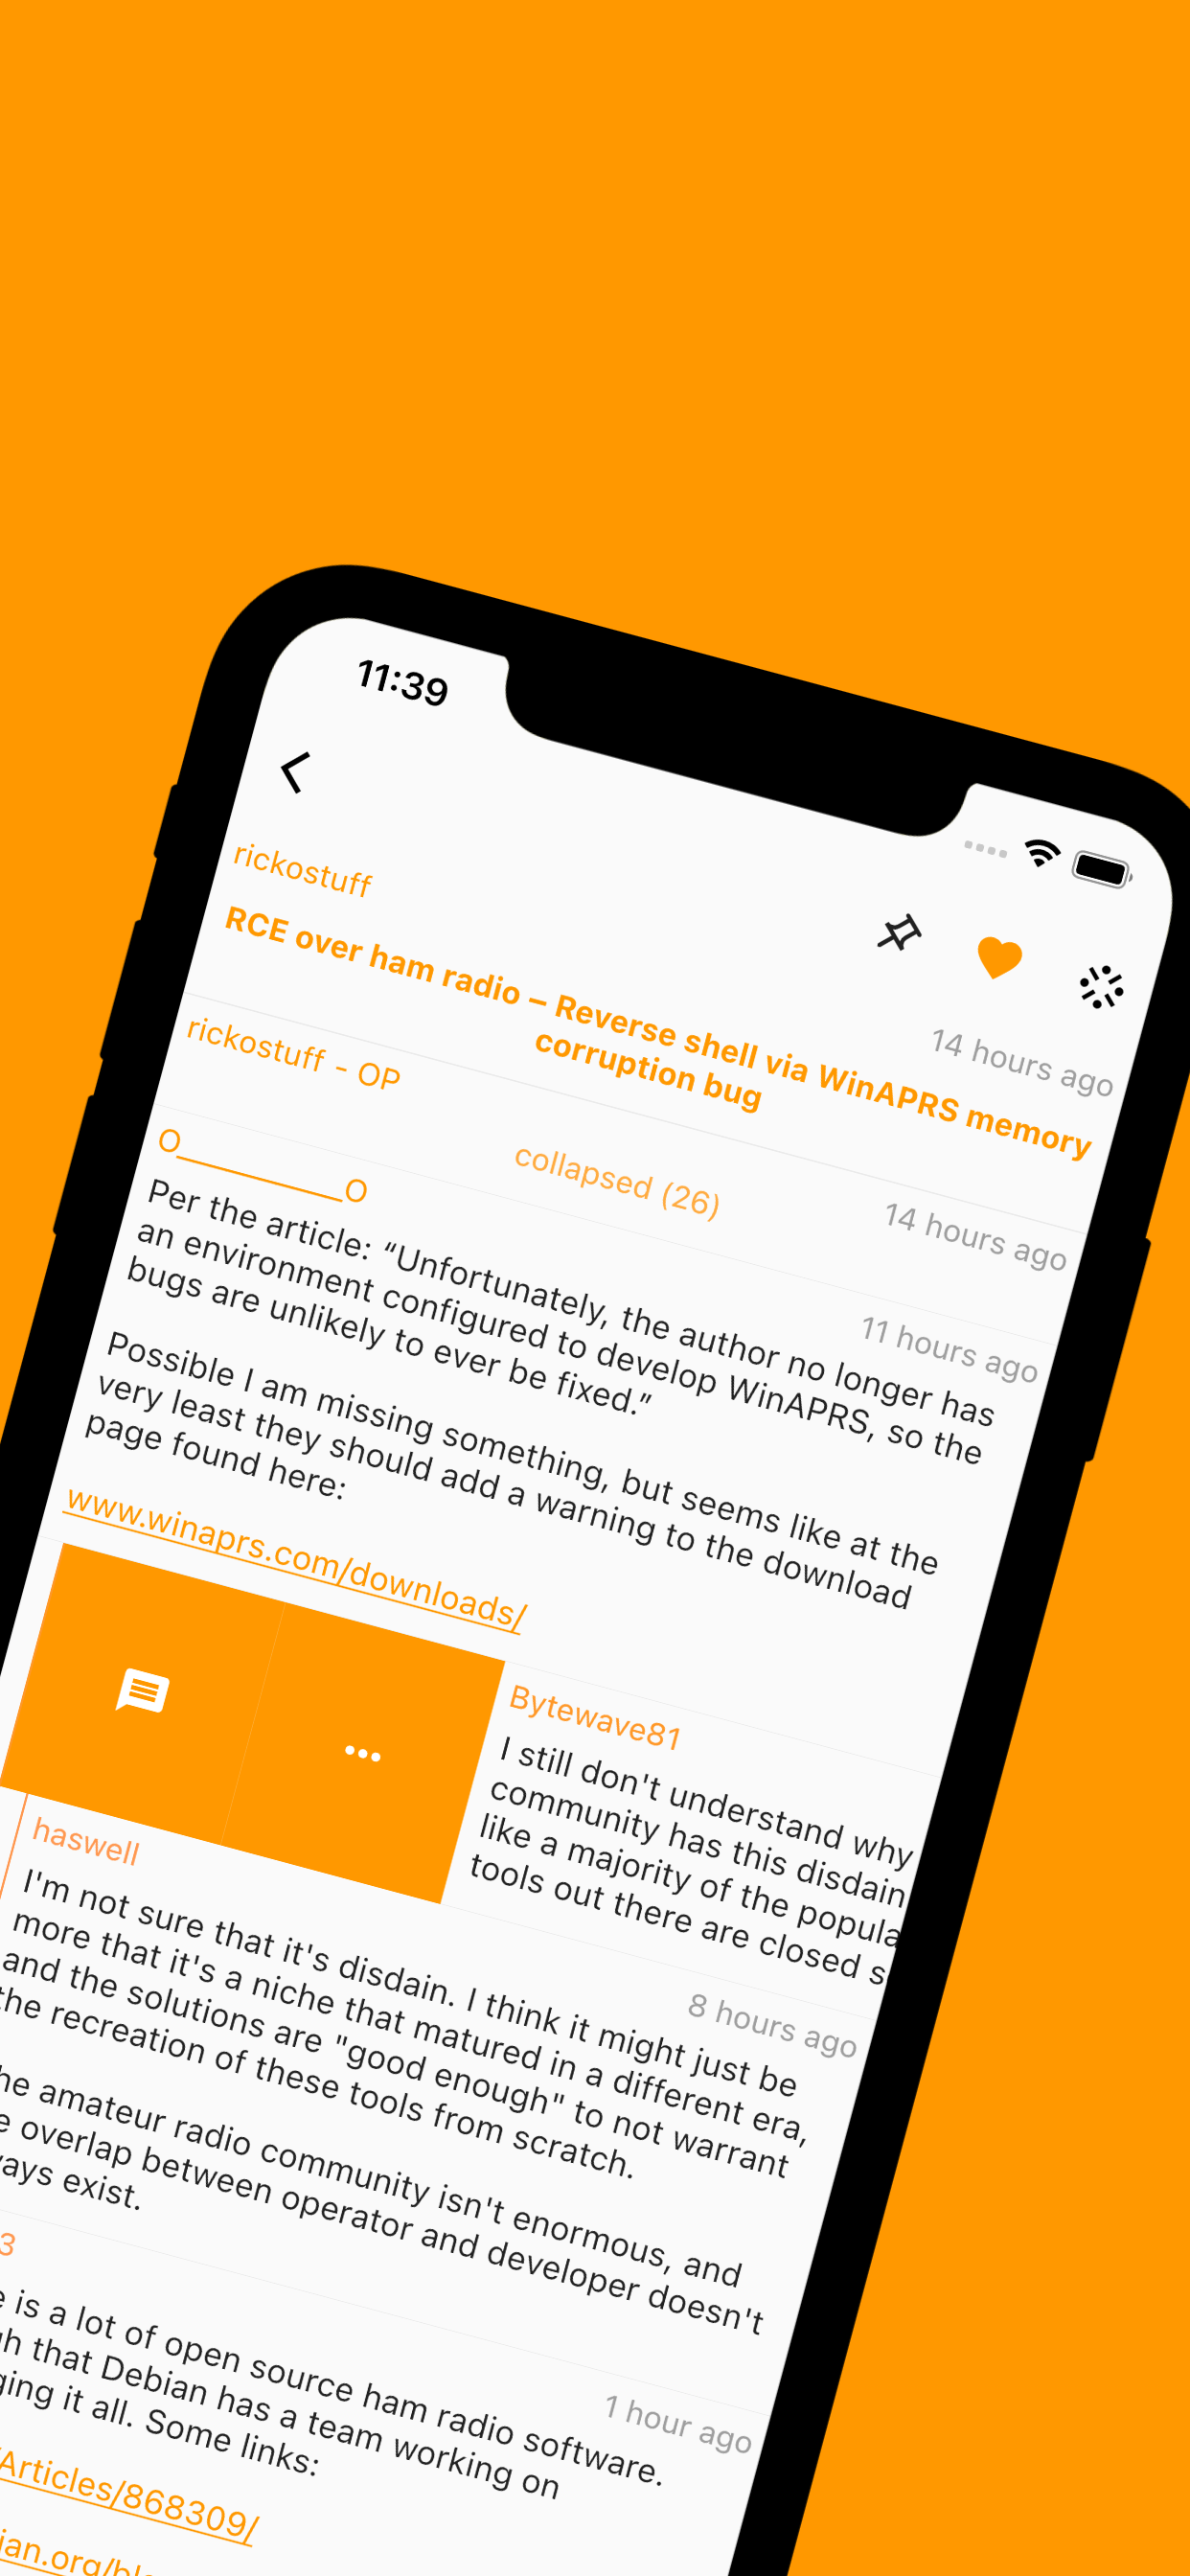 11:39
rickostuff
14 hours ago
RCE over ham radio – Reverse shell via WinAPRS memory
corruption bug
rickostuff - OP
14 hours ago
collapsed (26)
O__________O
11 hours ago
Per the article: “Unfortunately, the author no longer has
an environment configured to develop WinAPRS, so the
bugs are unlikely to ever be fixed.”
Possible I am missing something, but seems like at the
very least they should add a warning to the download
page found here:
www.winaprs.com/downloads/
Bytewave81
I still don't understand why
community has this disdain
like a majority of the popula
tools out there are closed s
haswell
8 hours ago
I'm not sure that it's disdain. I think it might just be
more that it's a niche that matured in a different era,
and the solutions are "good enough" to not warrant
the recreation of these tools from scratch.
he amateur radio community isn't enormous, and
e overlap between operator and developer doesn't
ways exist.
3
1 hour ago
e is a lot of open source ham radio software.
gh that Debian has a team working on
ging it all. Some links:
/Articles/868309/
ian.org/bl